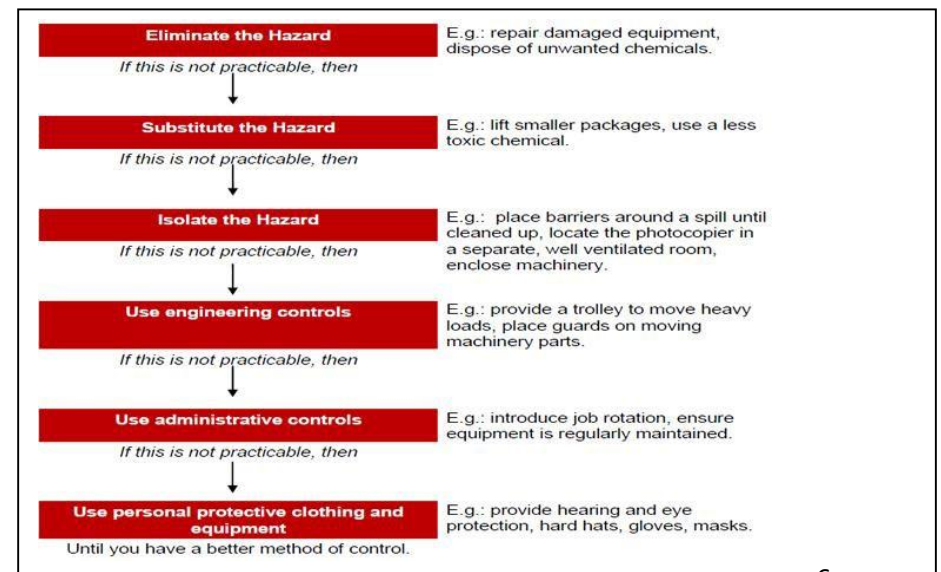 Eliminate the Hazard
E.g.: repair damaged equipment,
dispose of unwanted chemicals.
If this is not practicable, then
Substitute the Hazard
E.g.: lift smaller packages, use a less
toxic chemical.
If this is not practicable, then
Isolate the Hazard
E.g.: place barriers around a spill until
cleaned up, locate the photocopier in
a separate, well ventilated room,
enclose machinery.
If this is not practicable, then
Use engineering controls
E.g.: provide a trolley to move heavy
loads, place guards on moving
machinery parts.
If this is not practicable, then
Use administrative controls
E.g.: introduce job rotation, ensure
equipment is regularly maintained.
If this is not practicable, then
Use personal protective clothing and
equipment
E.g.: provide hearing and eye
protection, hard hats, gloves, masks.
Until you have a better method of control.